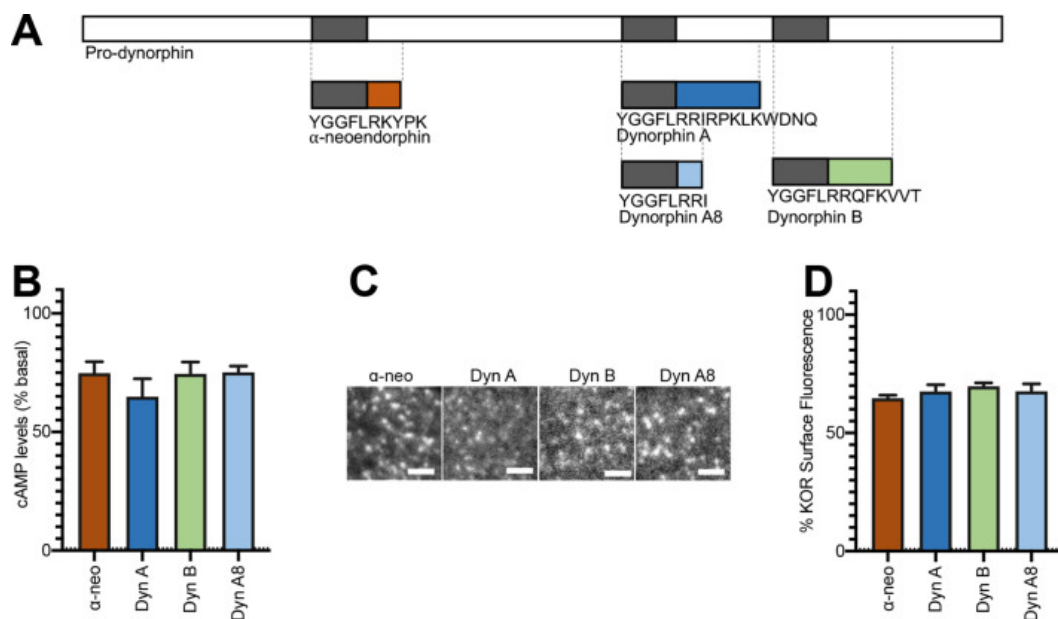 A
Pro-dynorphin
YGGFLRKYPK
α-neoendorphin
YGGFLRRIRPKLKWDNQ
Dynorphin A
YGGFLRRI
Dynorphin A8
YGGFLRRQFKVVT
Dynorphin B
B
cAMP levels (% basal)
100
50
0
α-neo
Dyn A
Dyn B
Dyn A8
C
α-neo
Dyn A
Dyn B
Dyn A8
D
% KOR Surface Fluorescence
100
50
0
α-neo
Dyn A
Dyn B
Dyn A8